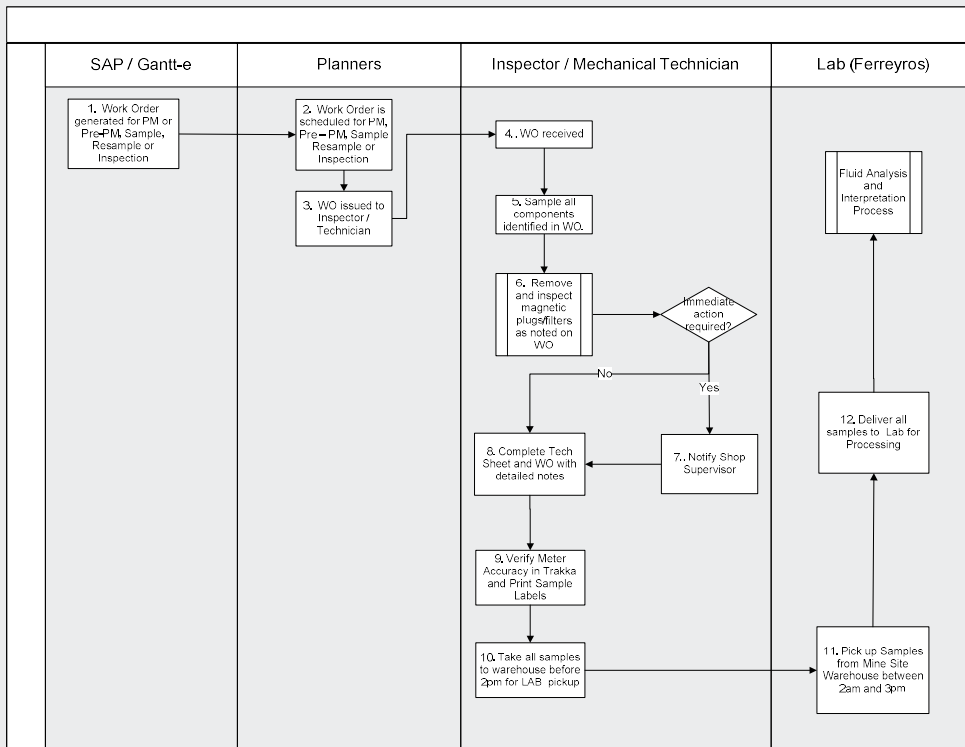 SAP / Gantt-e
Planners
Inspector / Mechanical Technician
Lab (Ferreyros)
1. Work Order
generated for PM or
Pre-PM, Sample,
Resample or
Inspection
2. Work Order is
scheduled for PM,
Pre–PM, Sample
Resample or
Inspection
3. WO issued to
Inspector /
Technician
4.. WO received
5. Sample all
components
identified in WO.
6. Remove
and inspect
magnetic
plugs/filters
as noted on
WO
Immediate
action
required?
No
Yes
7.. Notify Shop
Supervisor
8. Complete Tech
Sheet and WO with
detailed notes
9. Verify Meter
Accuracy in Trakka
and Print Sample
Labels
10. Take all samples
to warehouse before
2pm for LAB pickup
11. Pick up Samples
from Mine Site
Warehouse between
2am and 3pm
12. Deliver all
samples to Lab for
Processing
Fluid Analysis
and
Interpretation
Process